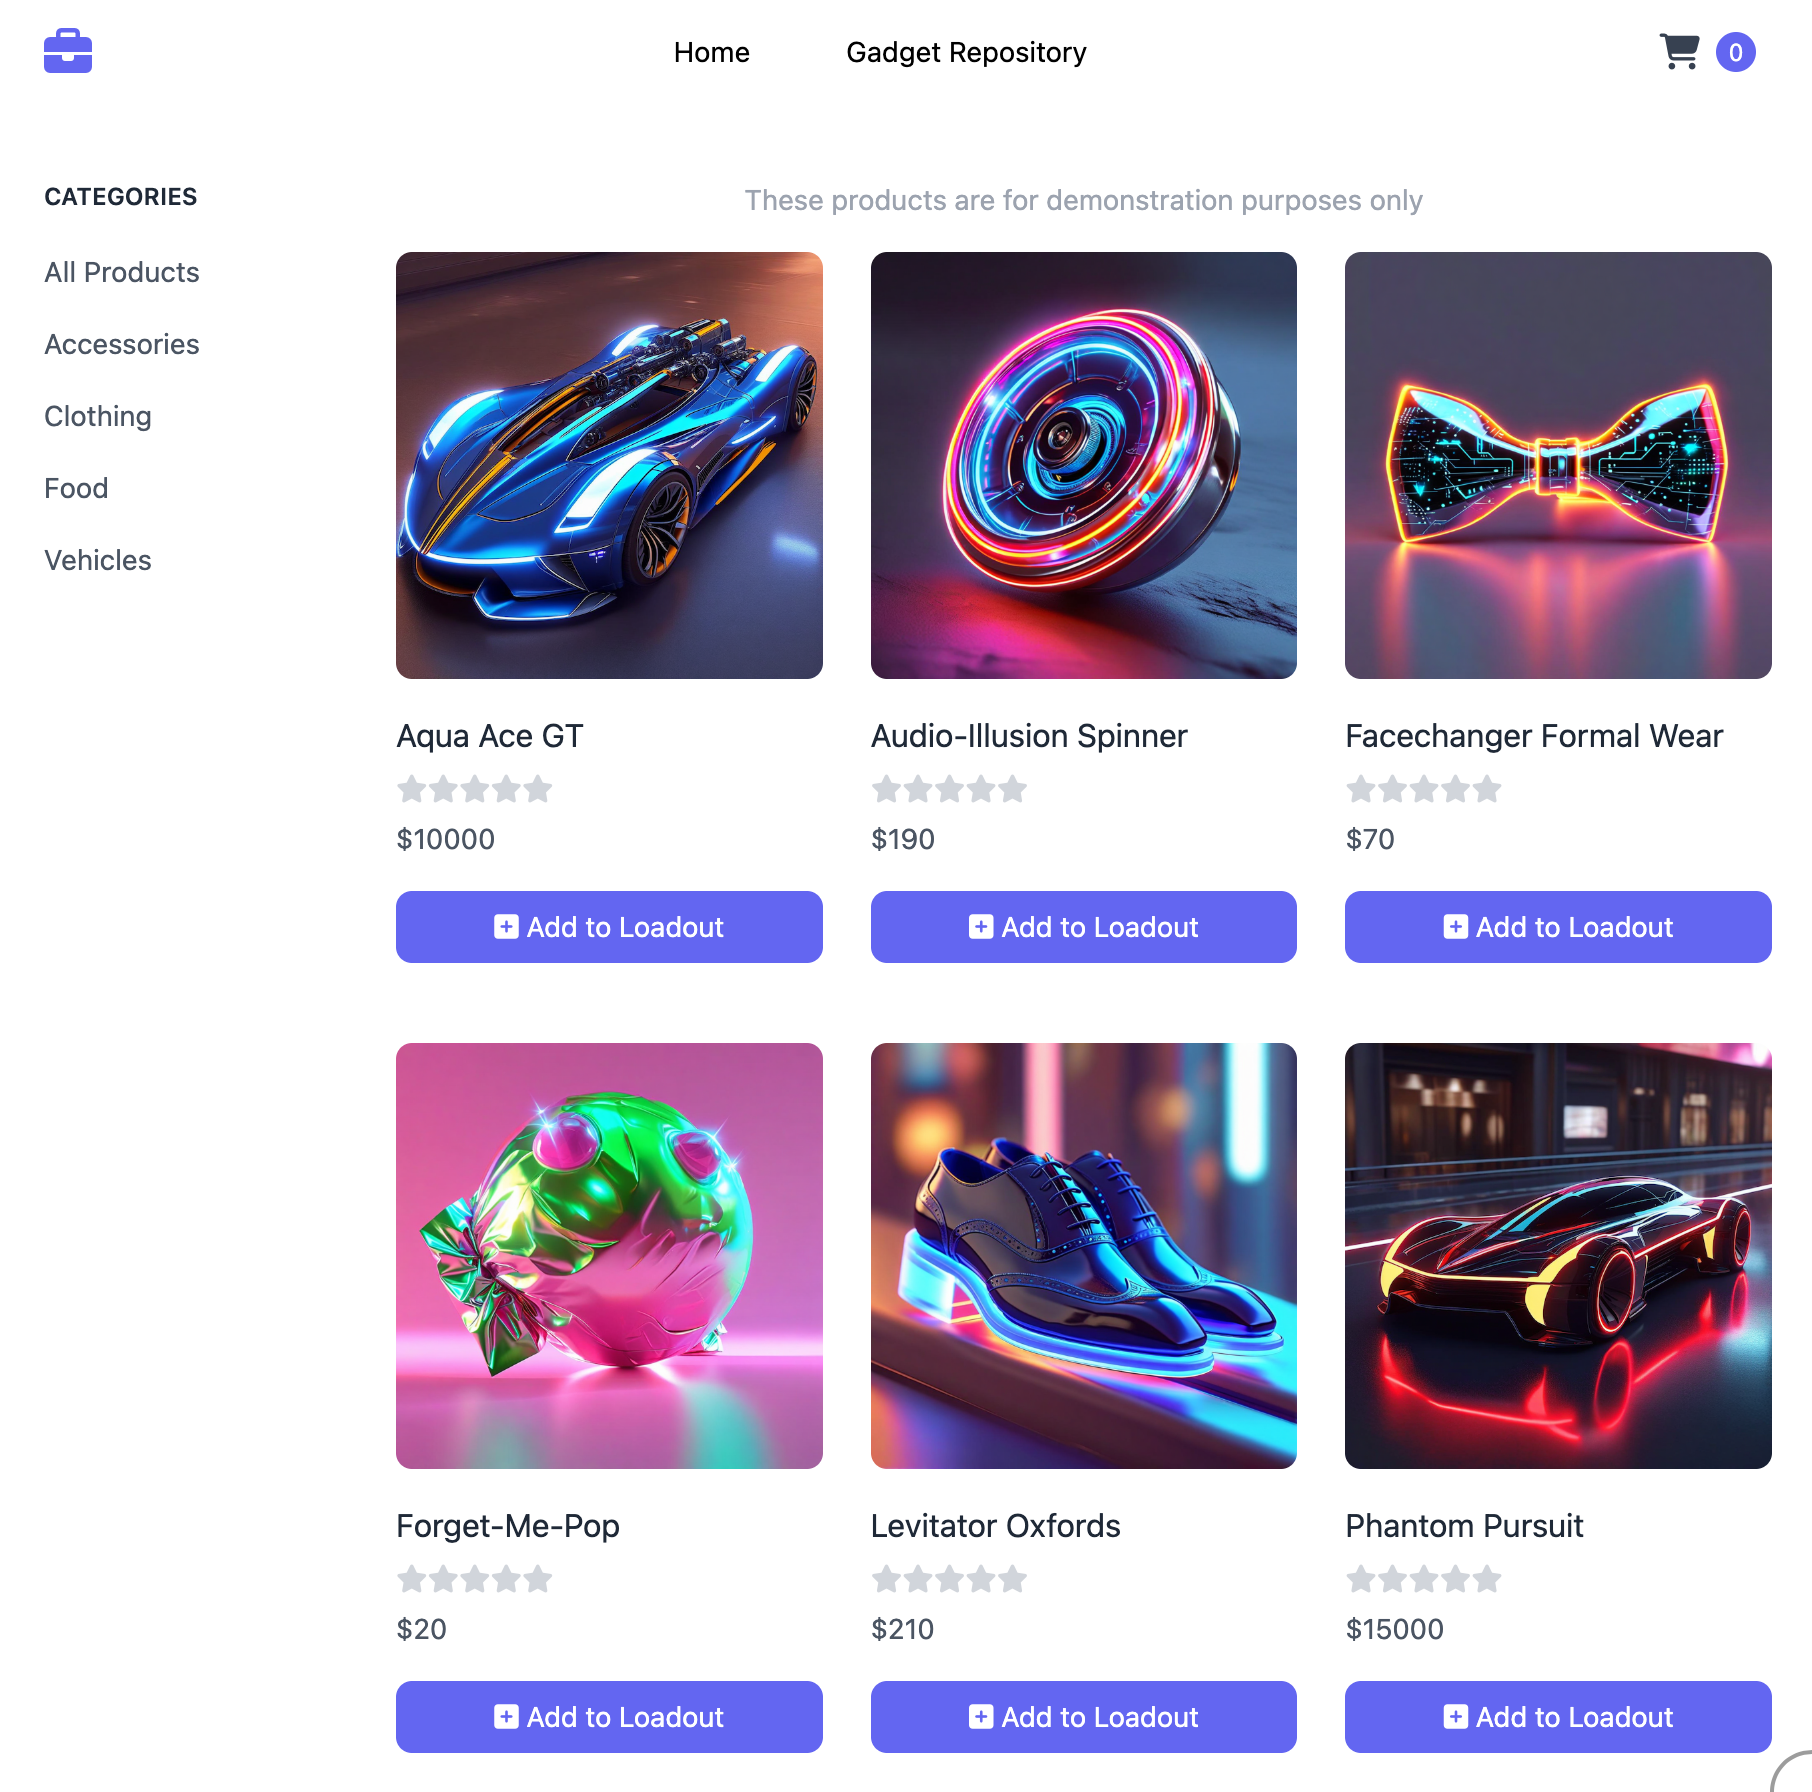 Home
Gadget Repository
0
CATEGORIES
All Products
Accessories
Clothing
Food
Vehicles
These products are for demonstration purposes only
Aqua Ace GT
$10000
Add to Loadout
Audio-Illusion Spinner
$190
Add to Loadout
Facechanger Formal Wear
$70
Add to Loadout
Forget-Me-Pop
$20
Add to Loadout
Levitator Oxfords
$210
Add to Loadout
Phantom Pursuit
$15000
Add to Loadout